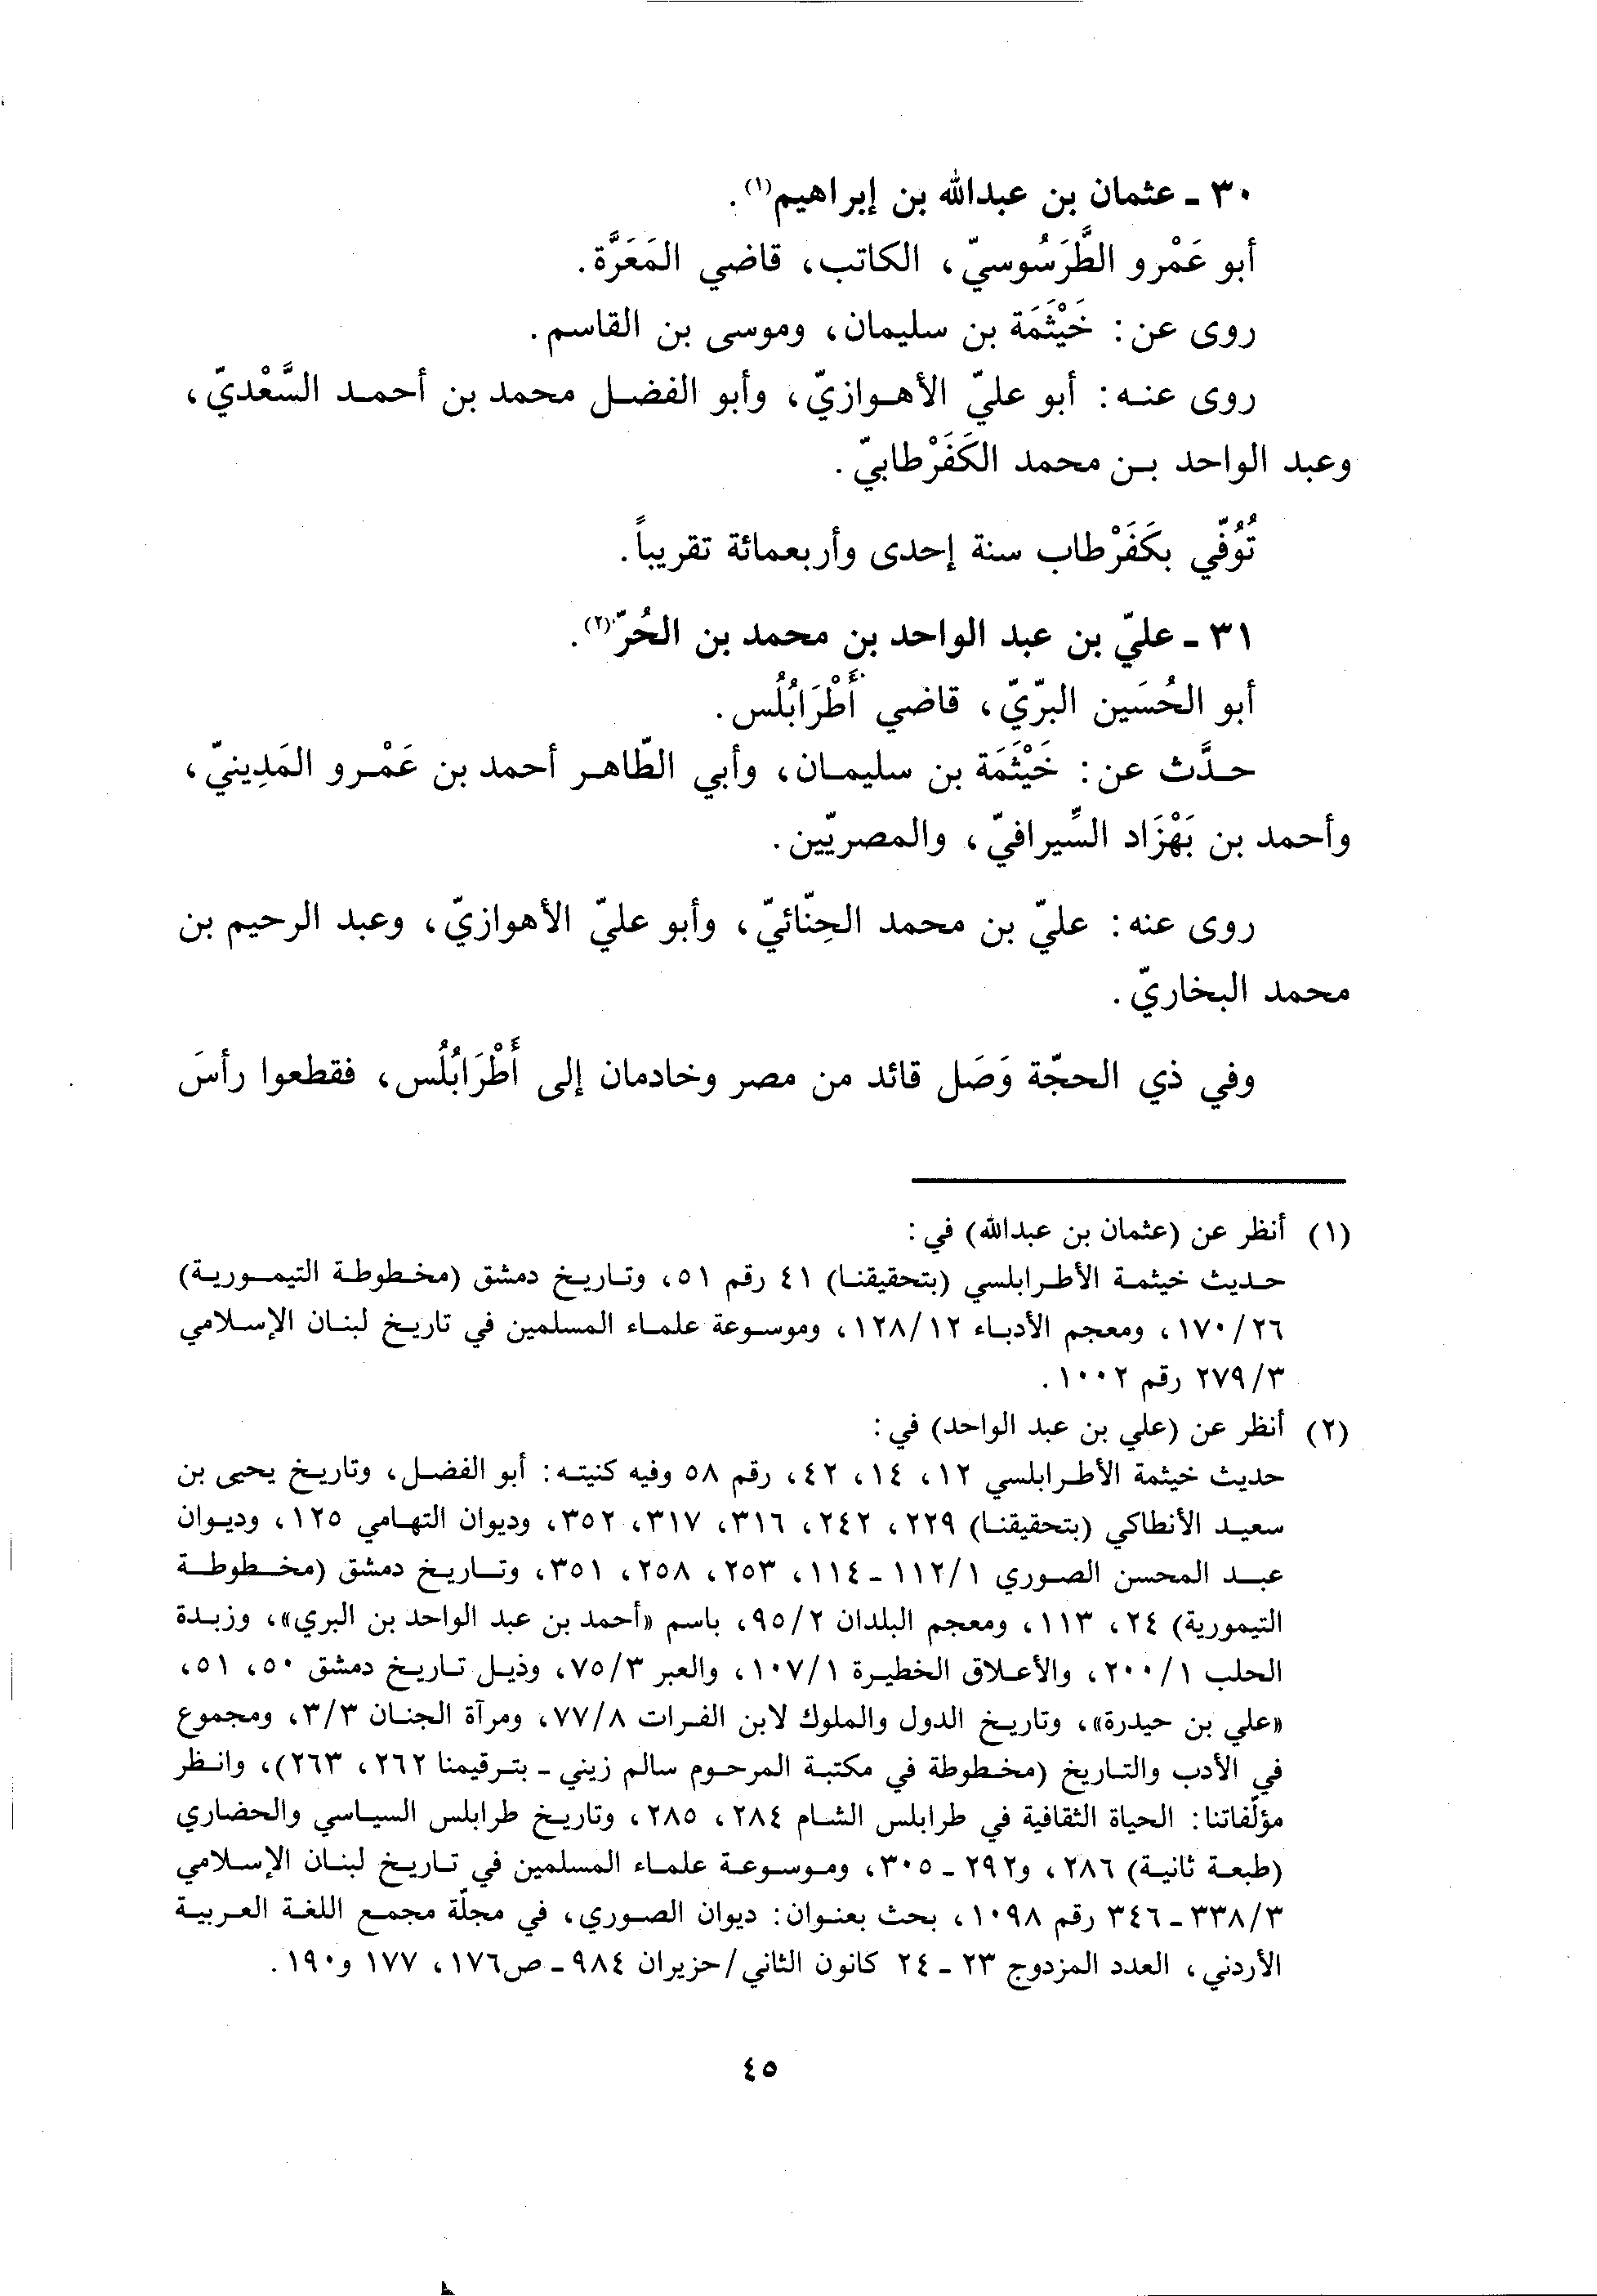 ٣٠ ـ عثمان بن عبدالله بن إبراهيم(١).
أبو عَمْرو الطَّرَسُوسيّ، الكاتب، قاضي المَعَرَّة.
روى عن: خَيْثَمَة بن سليمان، وموسى بن القاسم.
روى عنه: أبو عليّ الأهوازيّ، وأبو الفضل محمد بن أحمد السَّعْديّ،
وعبد الواحد بن محمد الكَفَرْطابيّ.
تُوُفّي بكَفَرْطاب سنة إحدى وأربعمائة تقريباً.
٣١ ـ عليّ بن عبد الواحد بن محمد بن الحُرّ(٢).
أبو الحُسَين البرّيّ، قاضي أَطْرَابُلُس.
حدَّث عن: خَيْثَمَة بن سليمان، وأبي الطّاهر أحمد بن عَمْرو المَدِينيّ،
وأحمد بن بَهْزَاد السِّيرافيّ، والمصريّين.
روى عنه: عليّ بن محمد الحِنّائيّ، وأبو عليّ الأهوازيّ، وعبد الرحيم بن
محمد البخاريّ.
وفي ذي الحجّة وَصَل قائد من مصر وخادمان إلى أَطْرَابُلُس، فقطعوا رأسَ
(١) أنظر عن (عثمان بن عبدالله) في:
حديث خيثمة الأطرابلسي (بتحقيقنا) ٤١ رقم ٥١، وتاريخ دمشق (مخطوطة التيمورية)
١٧٠/٢٦، ومعجم الأدباء ١٢٨/١٢، وموسوعة علماء المسلمين في تاريخ لبنان الإسلامي
٢٧٩/٣ رقم ١٠٠٢.
(٢) أنظر عن (علي بن عبد الواحد) في:
حديث خيثمة الأطرابلسي ١٢، ١٤، ٤٢، رقم ٥٨ وفيه كنيته: أبو الفضل، وتاريخ يحيى بن
سعيد الأنطاكي (بتحقيقنا) ٢٢٩، ٢٤٢، ٣١٦، ٣١٧، ٣٥٢، وديوان التهامي ١٢٥، وديوان
عبد المحسن الصوري ١١٢/١ ـ ١١٤، ٢٥٣، ٢٥٨، ٣٥١، وتاريخ دمشق (مخطوطة
التيمورية) ٢٤، ١١٣، ومعجم البلدان ٩٥/٢، باسم «أحمد بن عبد الواحد بن البري»، وزبدة
الحلب ٢٠٠/١، والأعلاق الخطيرة ١٠٧/١، والعبر ٧٥/٣، وذيل تاريخ دمشق ٥٠، ٥١،
«علي بن حيدرة»، وتاريخ الدول والملوك لابن الفرات ٧٧/٨، ومرآة الجنان ٣/٣، ومجموع
في الأدب والتاريخ (مخطوطة في مكتبة المرحوم سالم زيني ـ بترقيمنا ٢٦٢، ٢٦٣)، وانظر
مؤلّفاتنا: الحياة الثقافية في طرابلس الشام ٢٨٤، ٢٨٥، وتاريخ طرابلس السياسي والحضاري
(طبعة ثانية) ٢٨٦، و٢٩٢ ـ ٣٠٥، وموسوعة علماء المسلمين في تاريخ لبنان الإسلامي
٣٣٨/٣ ـ ٣٤٦ رقم ١٠٩٨، بحث بعنوان: ديوان الصوري، في مجلّة مجمع اللغة العربية
الأردني، العدد المزدوج ٢٣ ـ ٢٤ كانون الثاني/حزيران ٩٨٤ ـ ص١٧٦، ١٧٧ و١٩٠.
٤٥